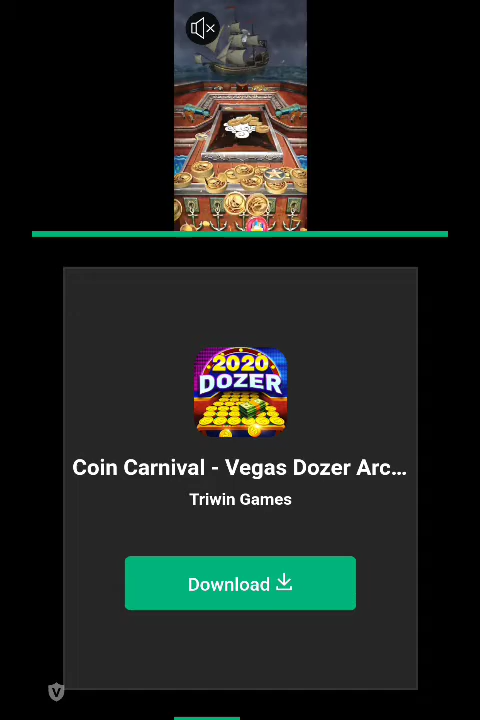 2020
DOZER
Coin Carnival - Vegas Dozer Arc...
Triwin Games
Download
V